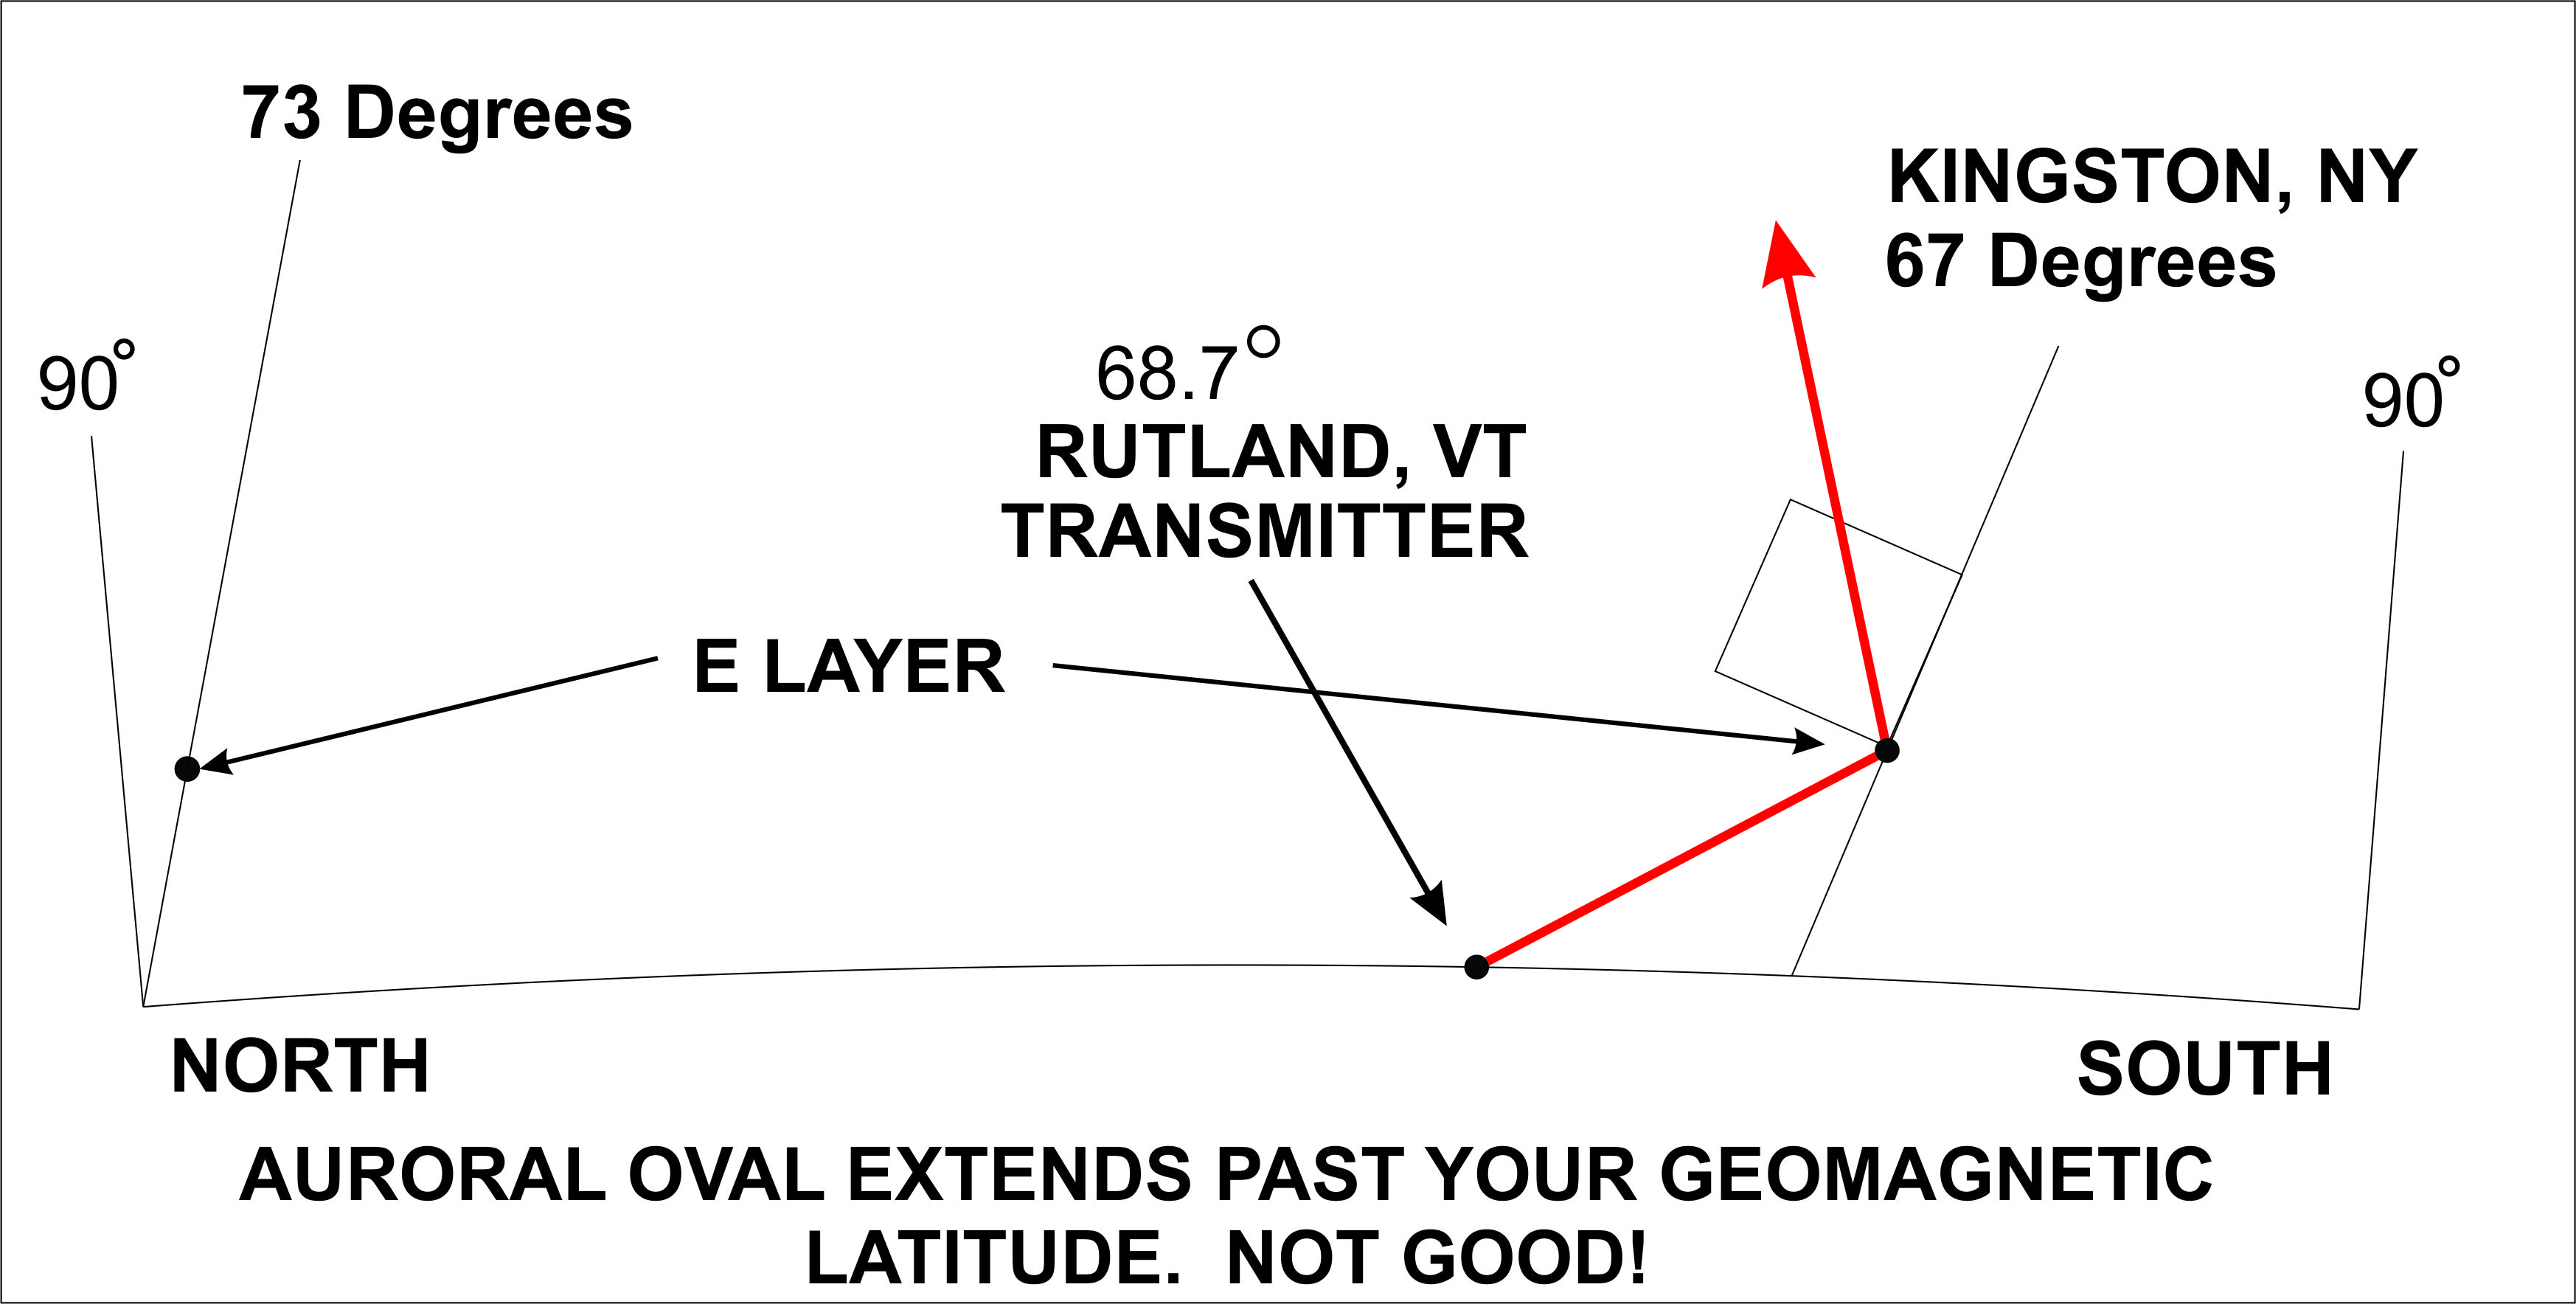 73 Degrees
KINGSTON, NY
67 Degrees
90°
68.7°
90°
RUTLAND, VT
TRANSMITTER
E LAYER
NORTH
SOUTH
AURORAL OVAL EXTENDS PAST YOUR GEOMAGNETIC
LATITUDE.  NOT GOOD!